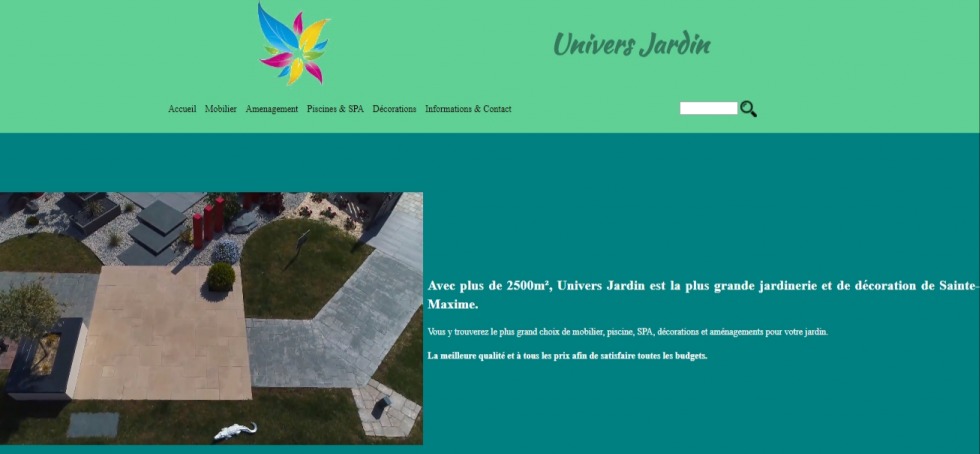 Univers Jardin
Accueil Mobilier Amenagement Piscines & SPA Décorations Informations & Contact
Avec plus de 2500m², Univers Jardin est la plus grande jardinerie et de décoration de Sainte-
Maxime.
Vous y trouverez le plus grand choix de mobilier, piscine, SPA, décorations et aménagements pour votre jardin.
La meilleure qualité et à tous les prix afin de satisfaire toutes les budgets.